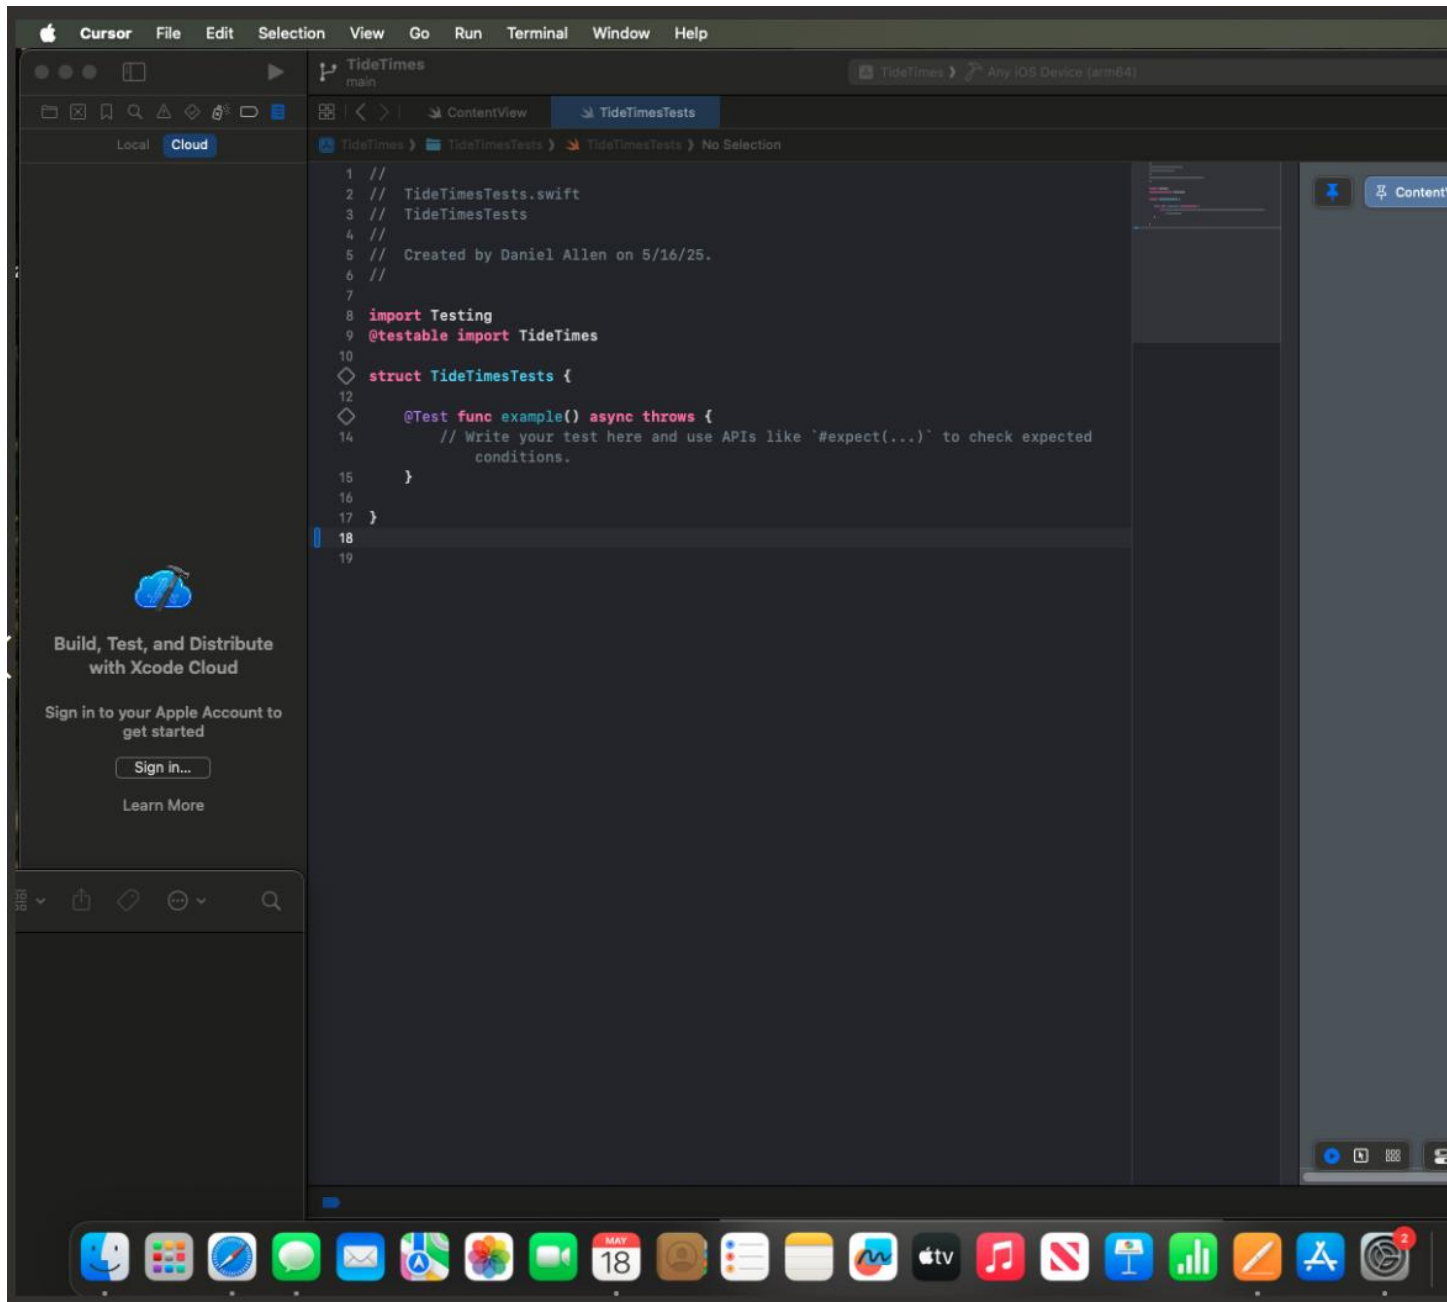 Cursor File Edit Selection View Go Run Terminal Window Help
TideTimes
main
TideTimes Any iOS Device (arm64)
ContentView TideTimesTests
Local Cloud
TideTimes TideTimesTests TideTimesTests No Selection
1 //
2 // TideTimesTests.swift
3 // TideTimesTests
4 //
5 // Created by Daniel Allen on 5/16/25.
6 //
7
8 import Testing
9 @testable import TideTimes
10
struct TideTimesTests {
12
@Test func example() async throws {
14 // Write your test here and use APIs like `#expect(...)` to check expected
conditions.
15 }
16
17 }
18
19
Content
Build, Test, and Distribute
with Xcode Cloud
Sign in to your Apple Account to
get started
Sign in...
Learn More
MAY
18
tv
2